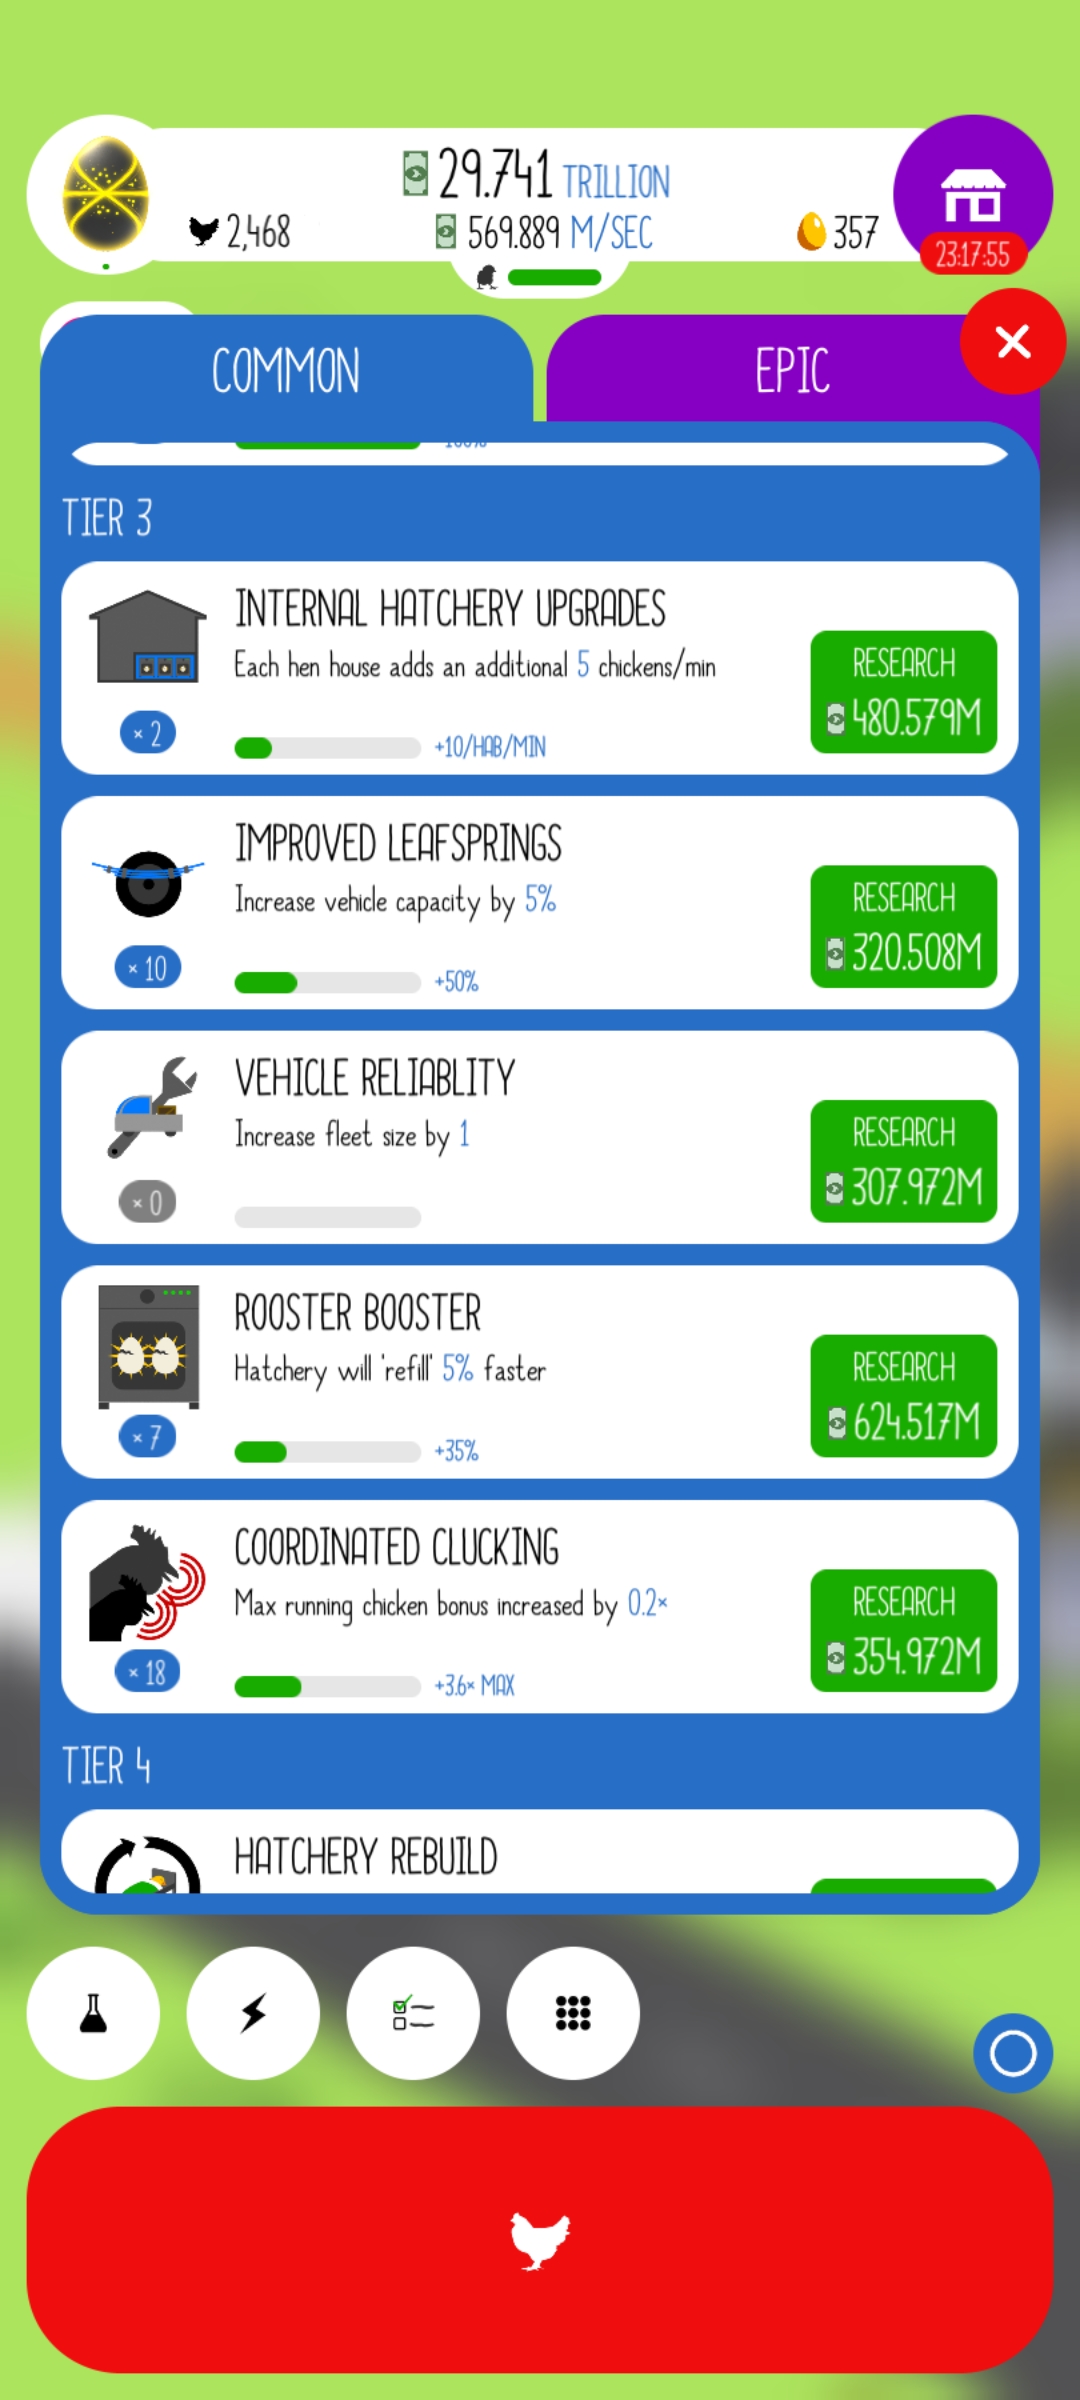 29.741 TRILLION
2,468
569.889 M/SEC
357
23:17:55
COMMON
EPIC
100%
TIER 3
INTERNAL HATCHERY UPGRADES
Each hen house adds an additional 5 chickens/min
× 2
+10/HAB/MIN
RESEARCH
480.579M
IMPROVED LEAFSPRINGS
Increase vehicle capacity by 5%
× 10
+50%
RESEARCH
320.508M
VEHICLE RELIABLITY
Increase fleet size by 1
× 0
RESEARCH
307.972M
ROOSTER BOOSTER
Hatchery will 'refill' 5% faster
× 7
+35%
RESEARCH
624.517M
COORDINATED CLUCKING
Max running chicken bonus increased by 0.2×
× 18
+3.6× MAX
RESEARCH
354.972M
TIER 4
HATCHERY REBUILD